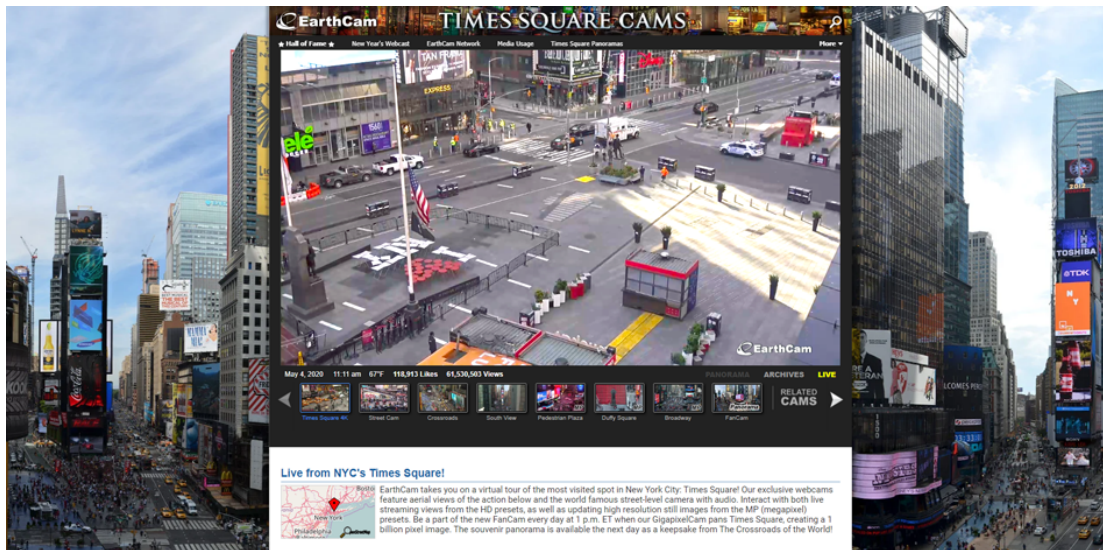 EarthCam
TIMES SQUARE CAMS
★ Hall of Fame ★ New Year's Webcast EarthCam Network Media Usage Times Square Panoramas More ▾
TAN
EXPRESS
elé
EarthCam
May 4, 2020 11:11 am 67°F 118,913 Likes 61,530,503 Views PANORAMA ARCHIVES LIVE
RELATED
CAMS
Times Square 4K Street Cam Crossroads South View Pedestrian Plaza Duffy Square Broadway FanCam
Live from NYC's Times Square!
New York
Philadelphia
EarthCam takes you on a virtual tour of the most visited spot in New York City: Times Square! Our exclusive webcams
feature aerial views of the action below and the world famous street-level camera with audio. Interact with both live
streaming views from the HD presets, as well as updating high resolution still images from the MP (megapixel)
presets. Be a part of the new FanCam every day at 1 p.m. ET when our GigapixelCam pans Times Square, creating a 1
billion pixel image. The souvenir panorama is available the next day as a keepsake from The Crossroads of the World!
Coca-Cola
2012
TOSHIBA
TDK
N
Y